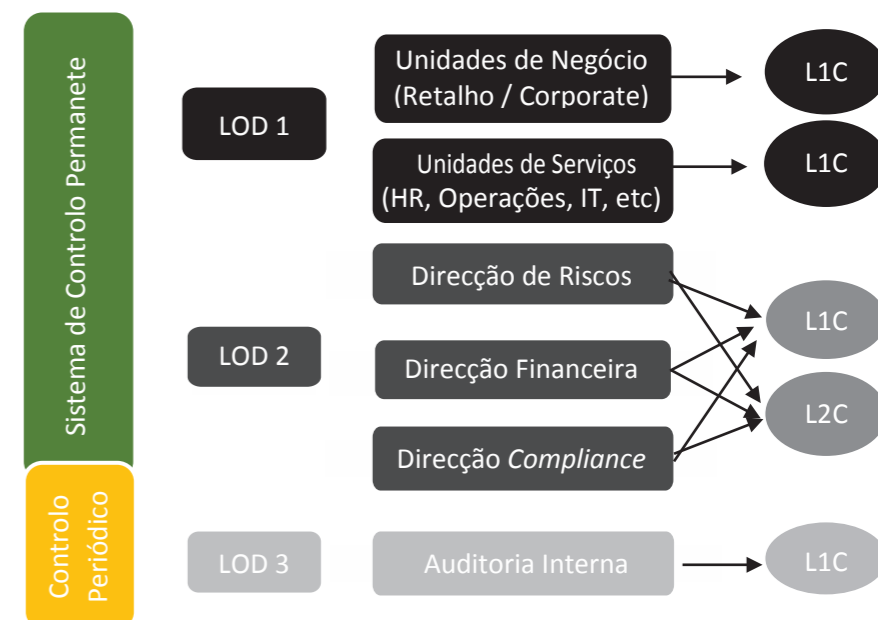 Sistema de Controlo Permanete
LOD 1
Unidades de Negócio
(Retalho / Corporate)
L1C
Unidades de Serviços
(HR, Operações, IT, etc)
L1C
LOD 2
Direcção de Riscos
Direcção Financeira
Direcção Compliance
L1C
L2C
Controlo
Periódico
LOD 3
Auditoria Interna
L1C